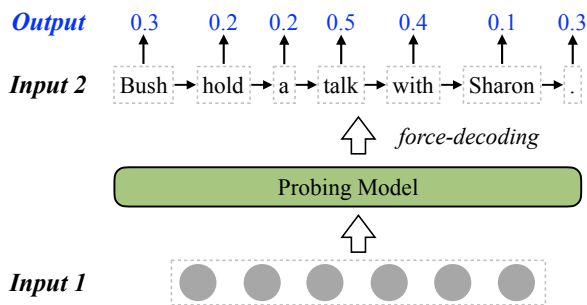 Output 0.3 0.2 0.2 0.5 0.4 0.1 0.3
Input 2 Bush hold a talk with Sharon .
force-decoding
Probing Model
Input 1